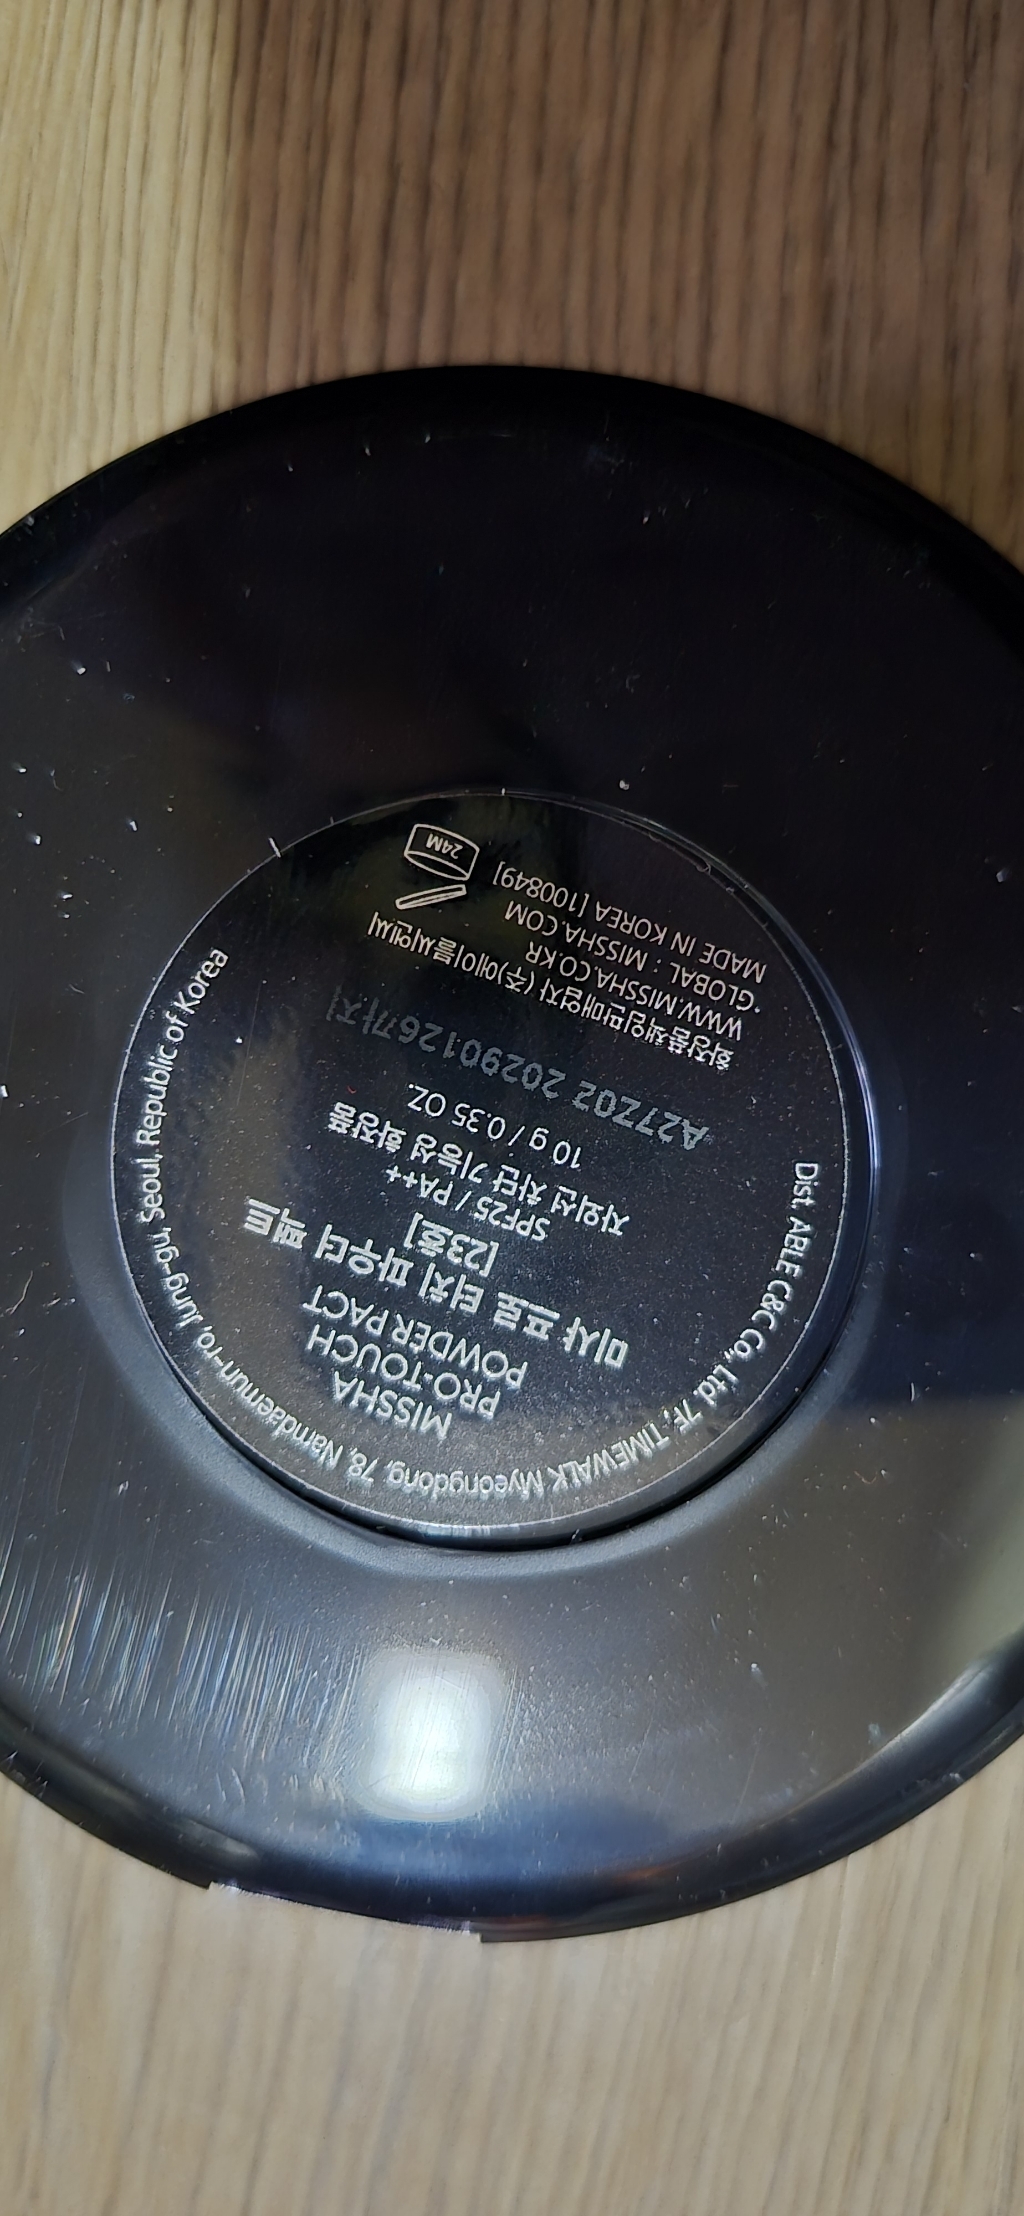 MISSHA
PRO-TOUCH
POWDER PACT
미샤 프로 터치 파우더 팩트
[23호]
SPF25 / PA++
자외선 차단 기능성 화장품
10 g / 0.35 OZ.
A27Z0Z 20290126까지
화장품책임판매업자 (주)에이블씨엔씨
WWW.MISSHA.CO.KR
*GLOBAL : MISSHA.COM
MADE IN KOREA [100849]
24M
Dist. ABLE C&C Co., Ltd. 7F, TIMEWALK Myeongdong, 78, Namdaemun-ro, Jung-gu, Seoul, Republic of Korea